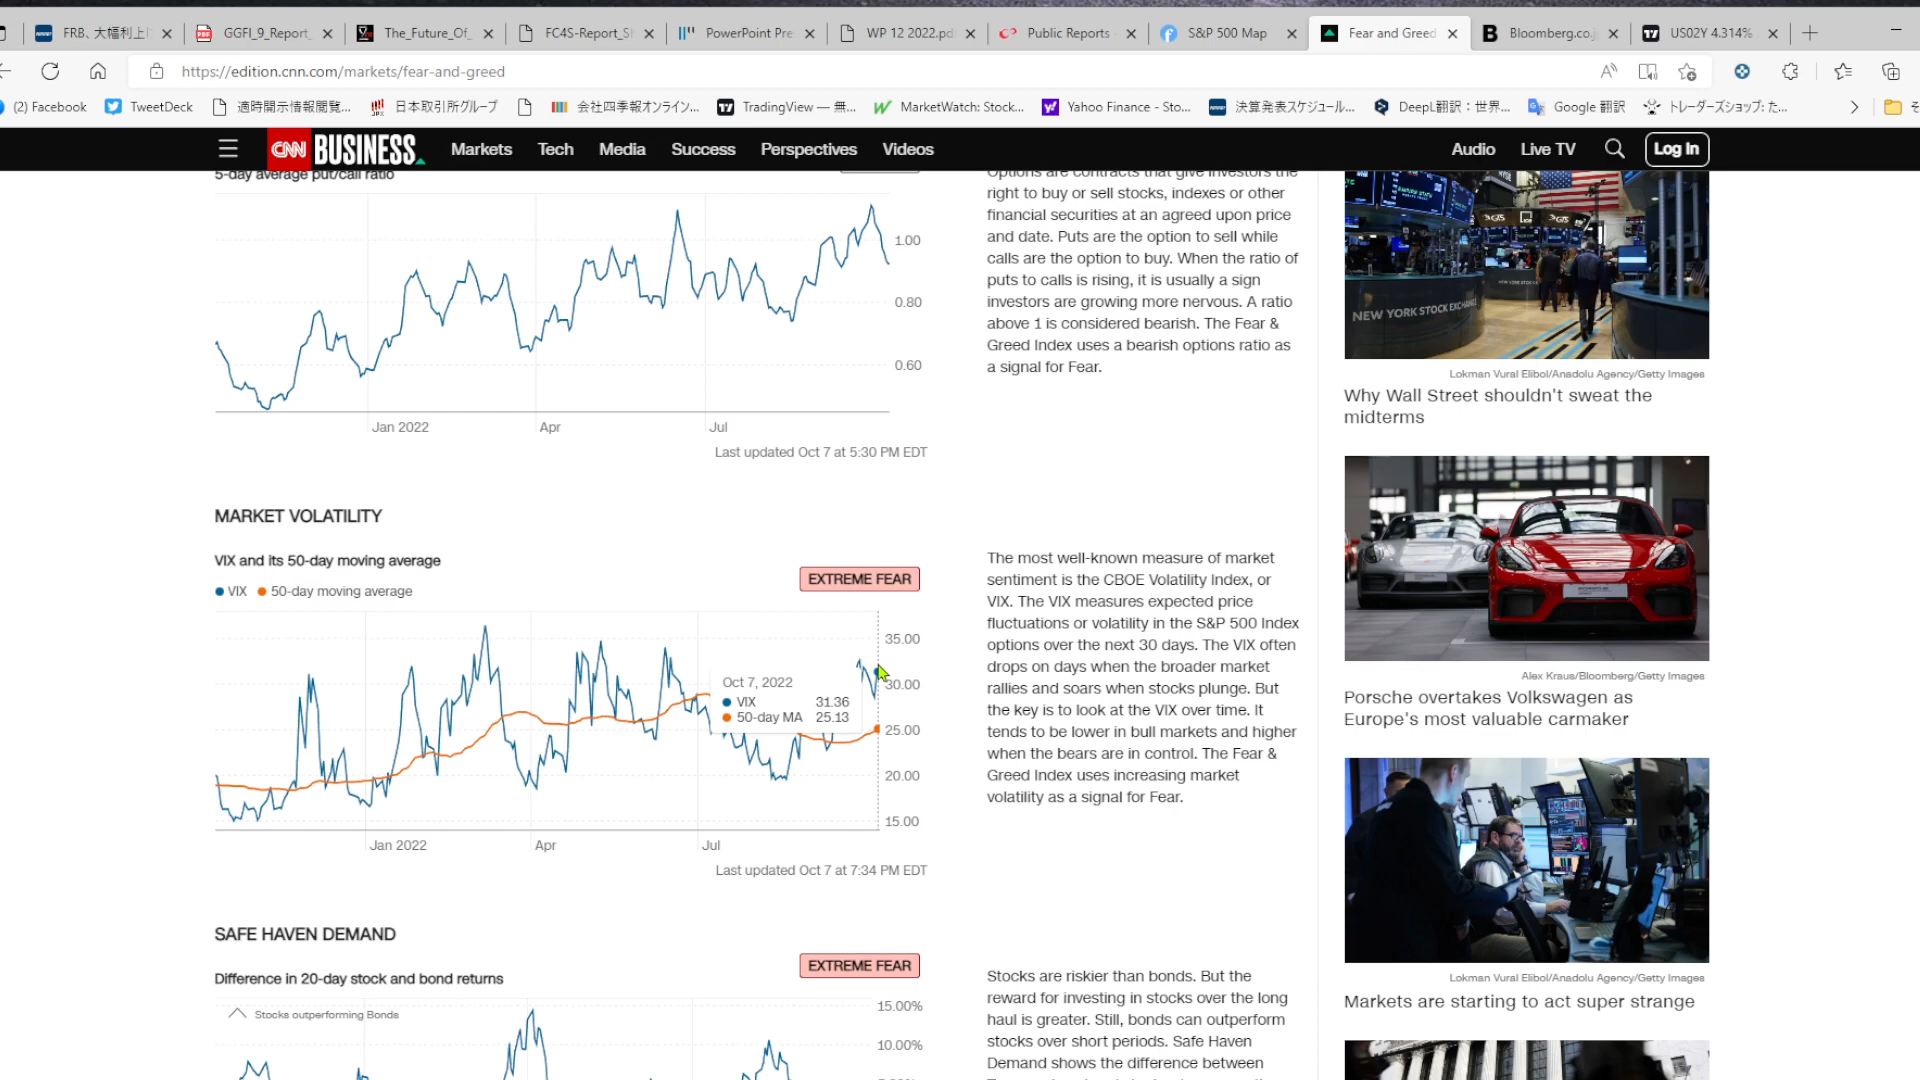 FRB、大幅利上げ
GGFI_9_Report_
The_Future_Of_
FC4S-Report_S
PowerPoint Pre
WP 12 2022.pd
Public Reports
S&P 500 Map
Fear and Greed
Bloomberg.co.j
US02Y 4.314%
https://edition.cnn.com/markets/fear-and-greed
(2) Facebook
TweetDeck
適時開示情報閲覧...
日本取引所グループ
会社四季報オンライン...
TradingView — 無...
MarketWatch: Stock...
Yahoo Finance - Sto...
決算発表スケジュール...
DeepL翻訳：世界...
Google 翻訳
トレーダーズショップ: た...
CNN BUSINESS
Markets
Tech
Media
Success
Perspectives
Videos
Audio
Live TV
Log In
5-day average put/call ratio
1.00
0.80
0.60
Jan 2022
Apr
Jul
Last updated Oct 7 at 5:30 PM EDT
Options are contracts that give investors the
right to buy or sell stocks, indexes or other
financial securities at an agreed upon price
and date. Puts are the option to sell while
calls are the option to buy. When the ratio of
puts to calls is rising, it is usually a sign
investors are growing more nervous. A ratio
above 1 is considered bearish. The Fear &
Greed Index uses a bearish options ratio as
a signal for Fear.
MARKET VOLATILITY
VIX and its 50-day moving average
EXTREME FEAR
VIX
50-day moving average
35.00
30.00
25.00
20.00
15.00
Oct 7, 2022
VIX 31.36
50-day MA 25.13
Jan 2022
Apr
Jul
Last updated Oct 7 at 7:34 PM EDT
The most well-known measure of market
sentiment is the CBOE Volatility Index, or
VIX. The VIX measures expected price
fluctuations or volatility in the S&P 500 Index
options over the next 30 days. The VIX often
drops on days when the broader market
rallies and soars when stocks plunge. But
the key is to look at the VIX over time. It
tends to be lower in bull markets and higher
when the bears are in control. The Fear &
Greed Index uses increasing market
volatility as a signal for Fear.
SAFE HAVEN DEMAND
Difference in 20-day stock and bond returns
EXTREME FEAR
Stocks outperforming Bonds
15.00%
10.00%
Stocks are riskier than bonds. But the
reward for investing in stocks over the long
haul is greater. Still, bonds can outperform
stocks over short periods. Safe Haven
Demand shows the difference between
NYSE
GTS
GTS
NEW YORK STOCK EXCHANGE
Lokman Vural Elibol/Anadolu Agency/Getty Images
Why Wall Street shouldn't sweat the
midterms
Alex Kraus/Bloomberg/Getty Images
Porsche overtakes Volkswagen as
Europe's most valuable carmaker
Lokman Vural Elibol/Anadolu Agency/Getty Images
Markets are starting to act super strange